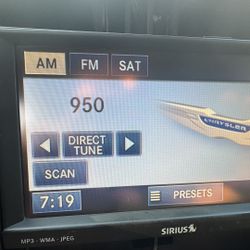 AM FM SAT
950
CHRYSLER
DIRECT
TUNE
SCAN
7:19
PRESETS
MP3 · WMA · JPEG
SIRIUS